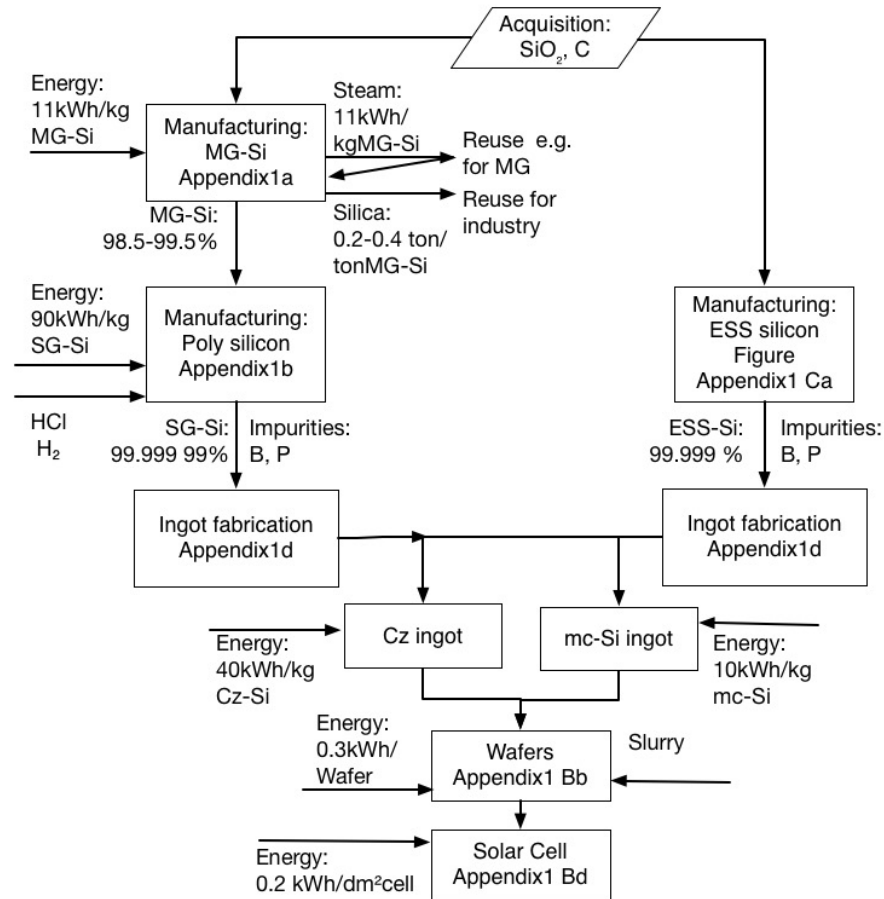 Acquisition:
SiO₂, C
Energy:
11kWh/kg
MG-Si
Manufacturing:
MG-Si
Appendix1a
Steam:
11kWh/
kgMG-Si
Reuse e.g.
for MG
Reuse for
industry
Silica:
0.2-0.4 ton/
tonMG-Si
MG-Si:
98.5-99.5%
Energy:
90kWh/kg
SG-Si
Manufacturing:
Poly silicon
Appendix1b
HCl
H₂
Manufacturing:
ESS silicon
Figure
Appendix1 Ca
SG-Si:
99.999 99%
Impurities:
B, P
ESS-Si:
99.999 %
Impurities:
B, P
Ingot fabrication
Appendix1d
Ingot fabrication
Appendix1d
Cz ingot
mc-Si ingot
Energy:
40kWh/kg
Cz-Si
Energy:
10kWh/kg
mc-Si
Energy:
0.3kWh/
Wafer
Wafers
Appendix1 Bb
Slurry
Solar Cell
Appendix1 Bd
Energy:
0.2 kWh/dm²cell